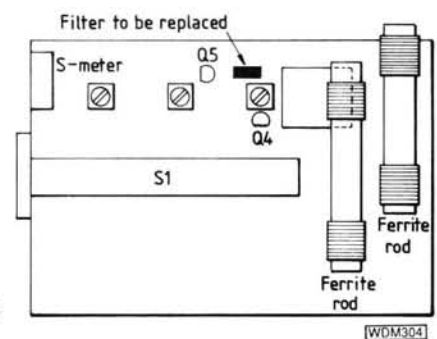 Filter to be replaced
Q5
S-meter
Q4
S1
Ferrite
rod
Ferrite
rod
WDM304